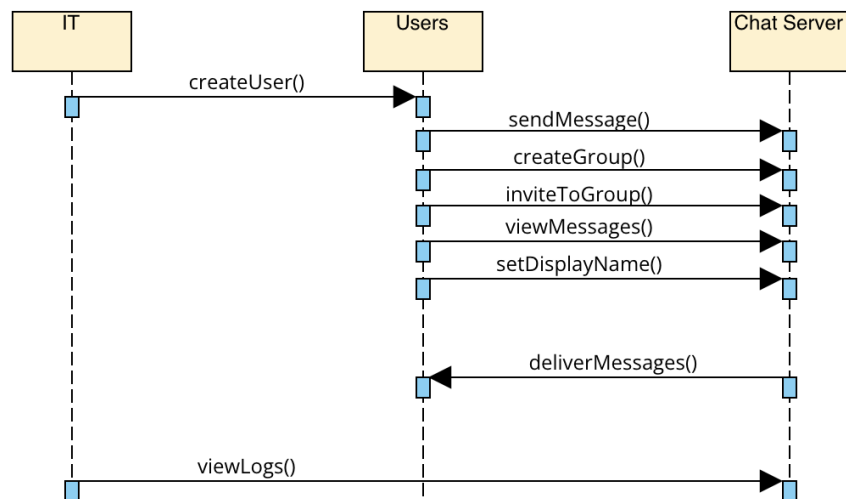 IT
Users
Chat Server
createUser()
sendMessage()
createGroup()
inviteToGroup()
viewMessages()
setDisplayName()
deliverMessages()
viewLogs()